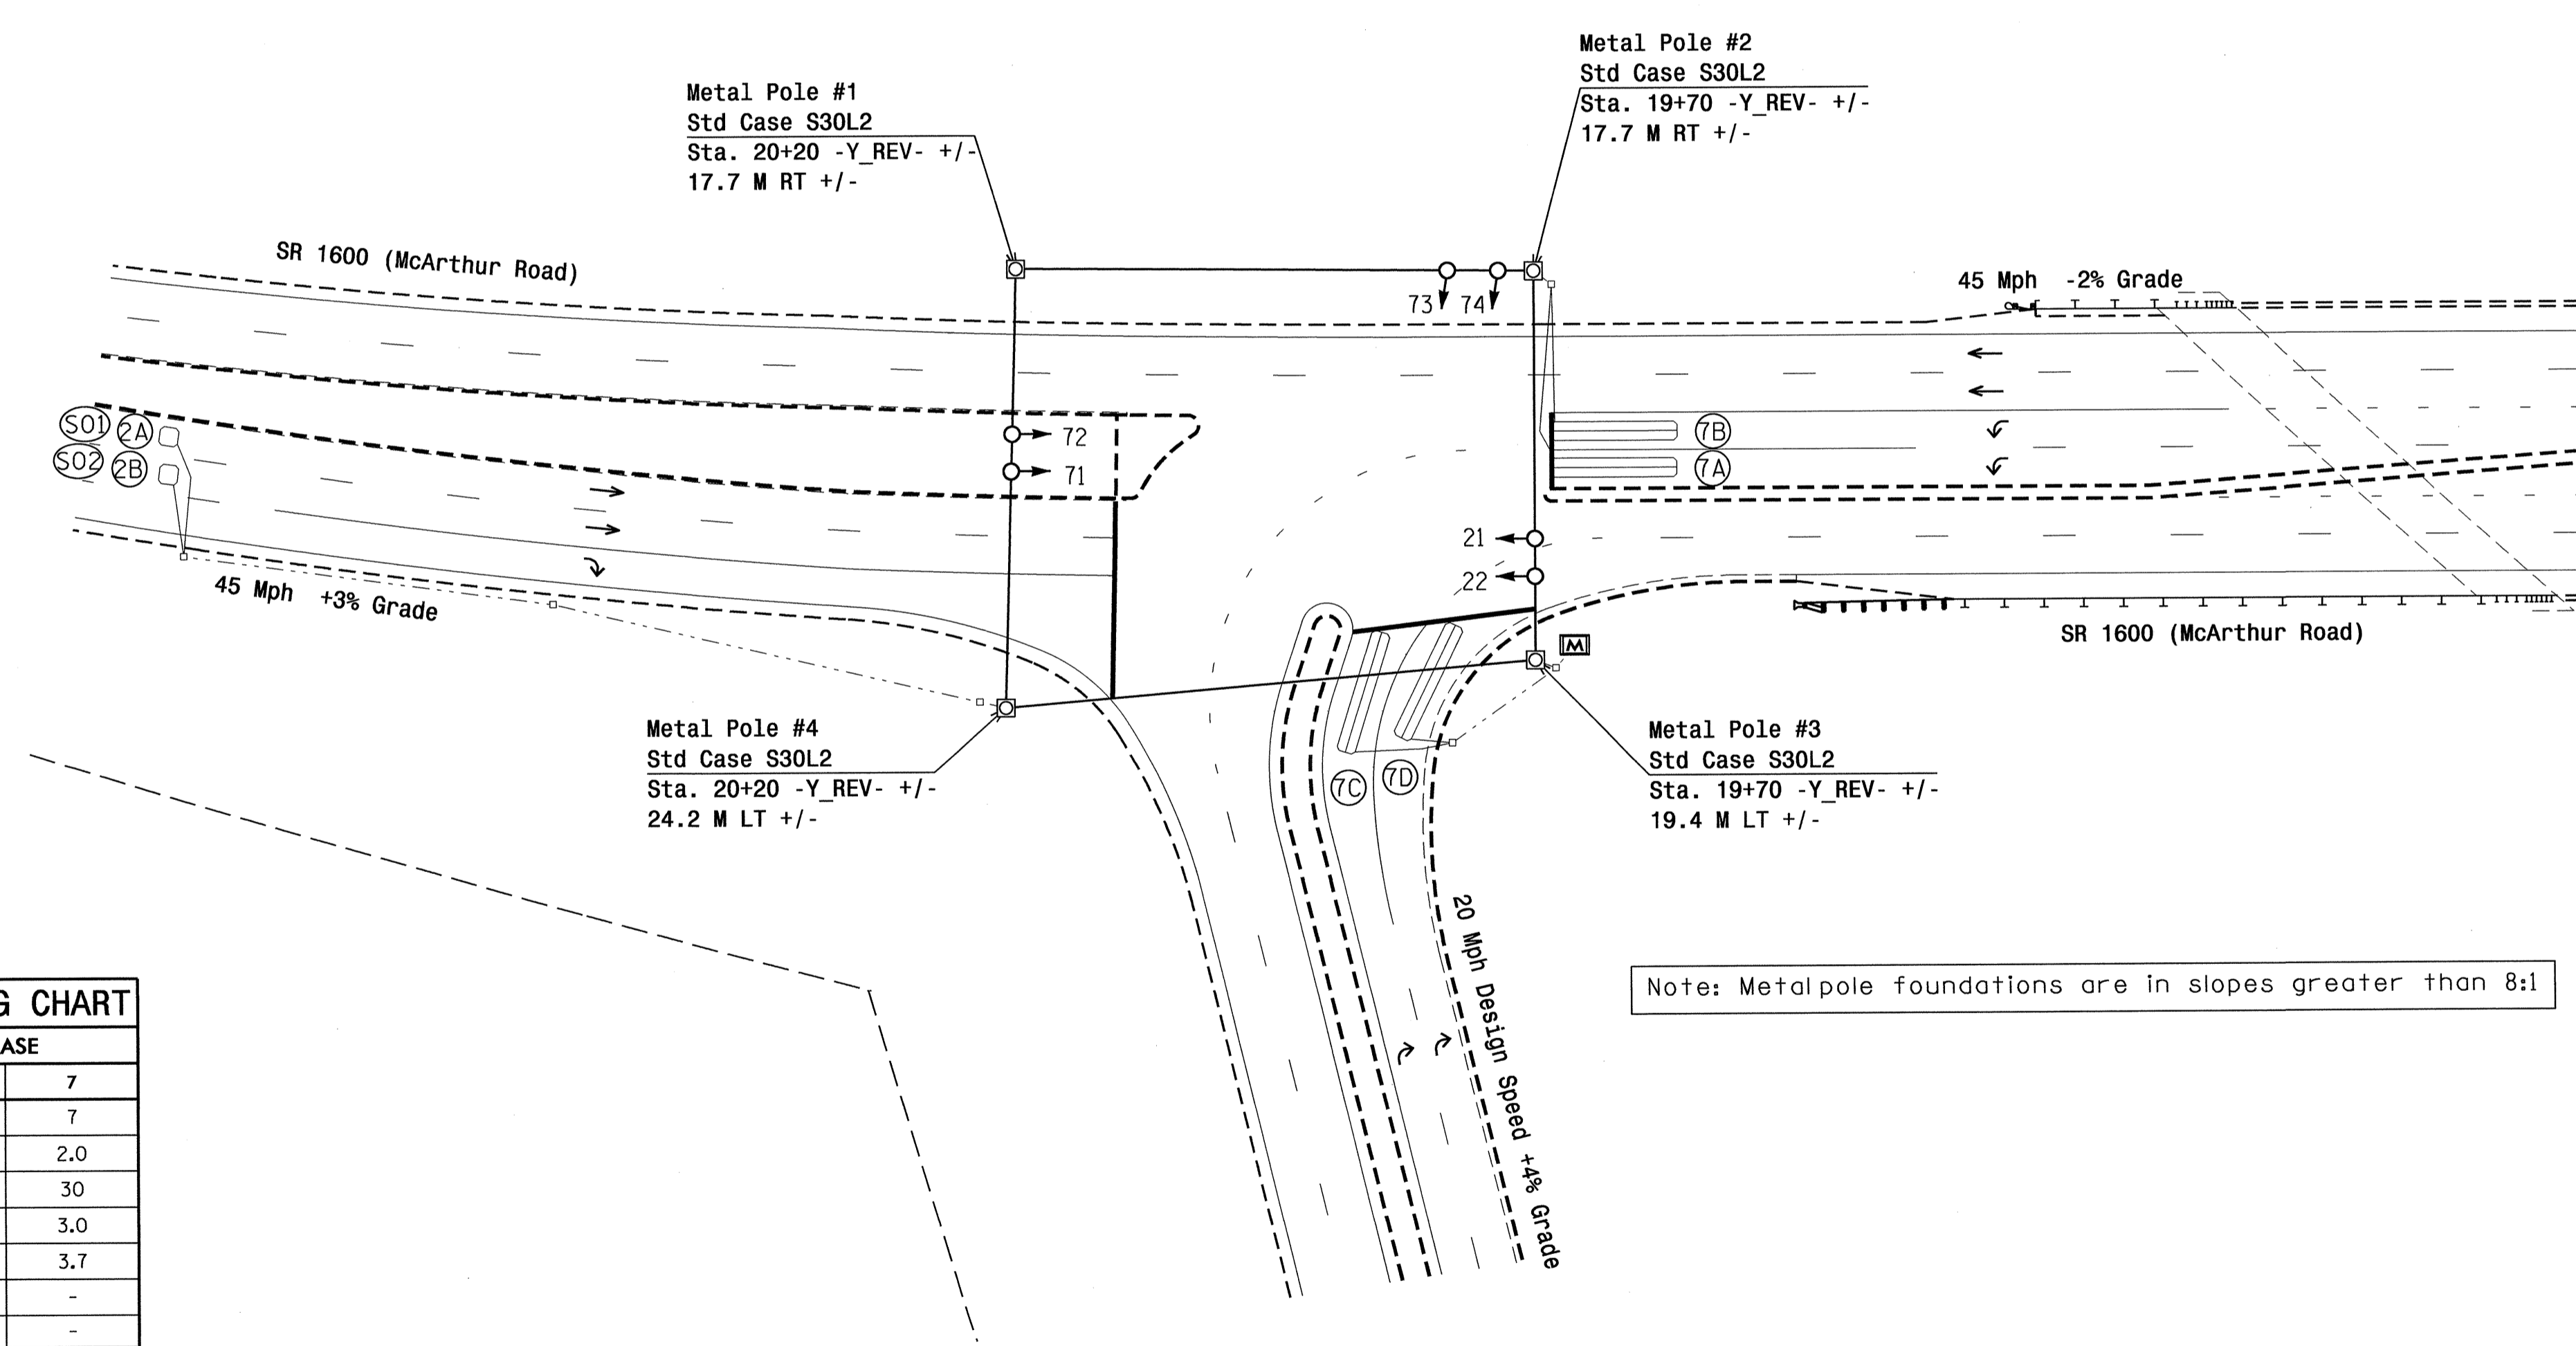 Metal Pole #2
Std Case S30L2
Sta. 19+70 -Y_REV- +/-
17.7 M RT +/-
Metal Pole #1
Std Case S30L2
Sta. 20+20 -Y_REV- +/-
17.7 M RT +/-
SR 1600 (McArthur Road)
45 Mph -2% Grade
73 74
S01 2A
S02 2B
72
71
7B
7A
21
22
45 Mph +3% Grade
SR 1600 (McArthur Road)
M
Metal Pole #4
Std Case S30L2
Sta. 20+20 -Y_REV- +/-
24.2 M LT +/-
Metal Pole #3
Std Case S30L2
Sta. 19+70 -Y_REV- +/-
19.4 M LT +/-
7C 7D
20 Mph Design Speed +4% Grade
Note: Metal pole foundations are in slopes greater than 8:1
G CHART
ASE
7
7
2.0
30
3.0
3.7
-
-